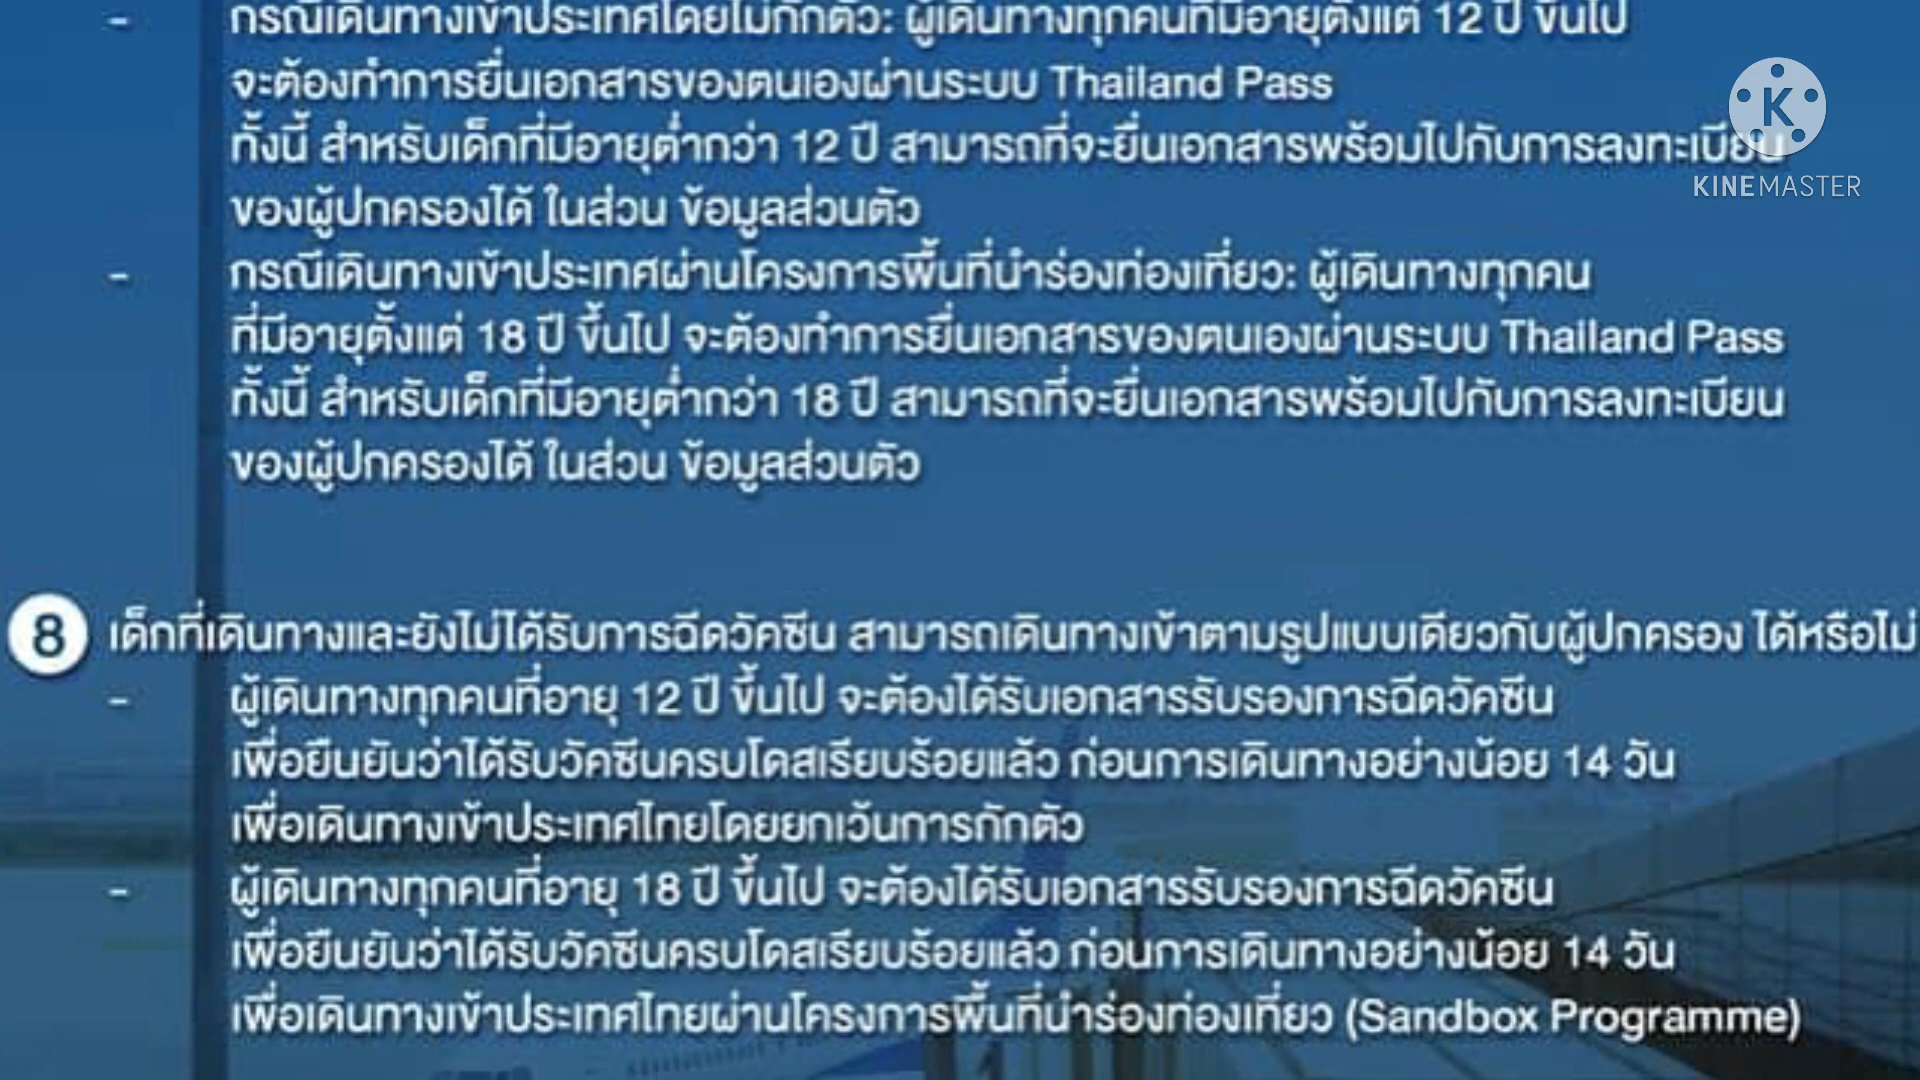 - กรณีเดินทางเข้าประเทศโดยไม่กักตัว: ผู้เดินทางทุกคนที่มีอายุตั้งแต่ 12 ปี ขึ้นไป
จะต้องทำการยื่นเอกสารของตนเองผ่านระบบ Thailand Pass
ทั้งนี้ สำหรับเด็กที่มีอายุต่ำกว่า 12 ปี สามารถที่จะยื่นเอกสารพร้อมไปกับการลงทะเบียน
KINEMASTER
ของผู้ปกครองได้ ในส่วน ข้อมูลส่วนตัว
- กรณีเดินทางเข้าประเทศผ่านโครงการพื้นที่นำร่องท่องเที่ยว: ผู้เดินทางทุกคน
ที่มีอายุตั้งแต่ 18 ปี ขึ้นไป จะต้องทำการยื่นเอกสารของตนเองผ่านระบบ Thailand Pass
ทั้งนี้ สำหรับเด็กที่มีอายุต่ำกว่า 18 ปี สามารถที่จะยื่นเอกสารพร้อมไปกับการลงทะเบียน
ของผู้ปกครองได้ ในส่วน ข้อมูลส่วนตัว
8 เด็กที่เดินทางและยังไม่ได้รับการฉีดวัคซีน สามารถเดินทางเข้าตามรูปแบบเดียวกับผู้ปกครอง ได้หรือไม่
- ผู้เดินทางทุกคนที่อายุ 12 ปี ขึ้นไป จะต้องได้รับเอกสารรับรองการฉีดวัคซีน
เพื่อยืนยันว่าได้รับวัคซีนครบโดสเรียบร้อยแล้ว ก่อนการเดินทางอย่างน้อย 14 วัน
เพื่อเดินทางเข้าประเทศไทยโดยยกเว้นการกักตัว
- ผู้เดินทางทุกคนที่อายุ 18 ปี ขึ้นไป จะต้องได้รับเอกสารรับรองการฉีดวัคซีน
เพื่อยืนยันว่าได้รับวัคซีนครบโดสเรียบร้อยแล้ว ก่อนการเดินทางอย่างน้อย 14 วัน
เพื่อเดินทางเข้าประเทศไทยผ่านโครงการพื้นที่นำร่องท่องเที่ยว (Sandbox Programme)